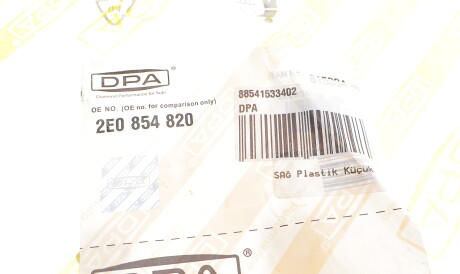 DPA®
OE NO. (OE no. for comparison only)
2E0 854 820
88541533402
DPA
SAĞ Plastik Küçük
DPA®